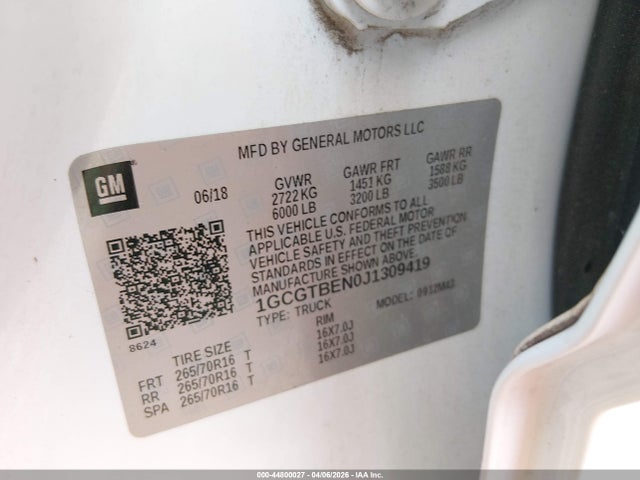 MFD BY GENERAL MOTORS LLC
GM
06/18
GVWR GAWR FRT GAWR RR
2722 KG 1451 KG 1588 KG
6000 LB 3200 LB 3500 LB
THIS VEHICLE CONFORMS TO ALL
APPLICABLE U.S. FEDERAL MOTOR
VEHICLE SAFETY AND THEFT PREVENTION
STANDARDS IN EFFECT ON THE DATE OF
MANUFACTURE SHOWN ABOVE.
1GCGTBEN0J1309419
TYPE: TRUCK MODEL: 0912M43
8624
TIRE SIZE RIM
FRT 265/70R16 T 16X7.0J
RR 265/70R16 T 16X7.0J
SPA 265/70R16 T 16X7.0J
000-44800027 - 04/06/2026 - IAA Inc.